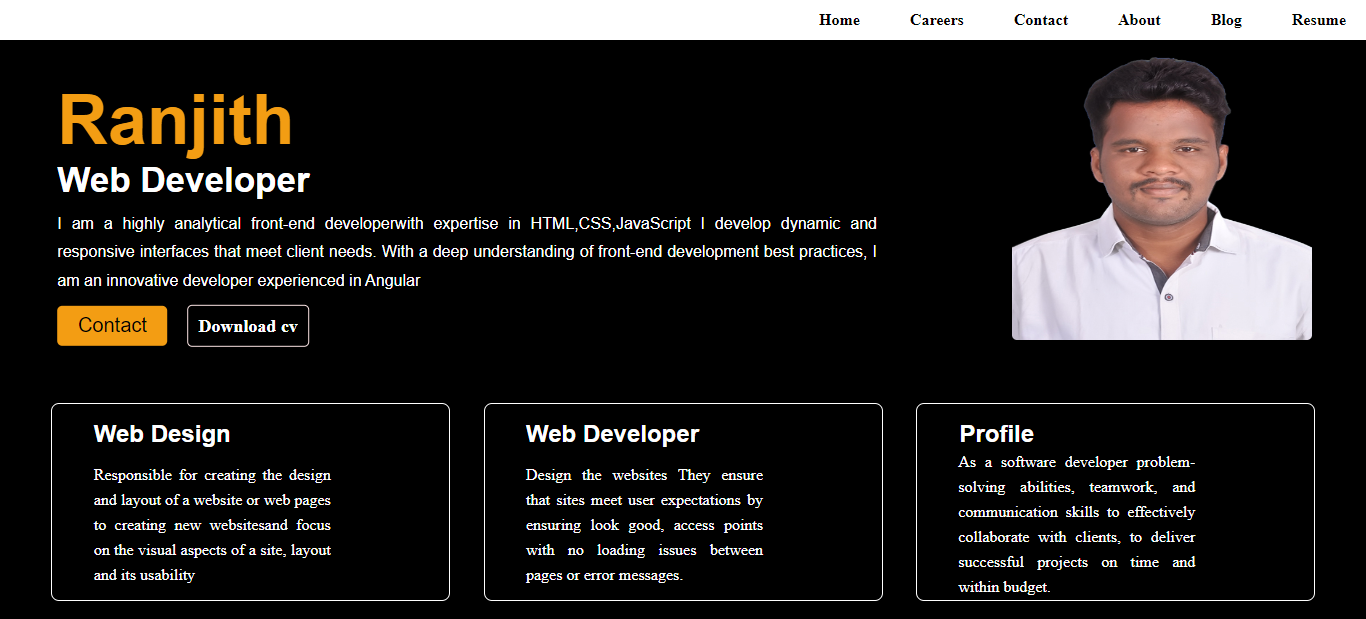 Home Careers Contact About Blog Resume
Ranjith
Web Developer
I am a highly analytical front-end developerwith expertise in HTML,CSS,JavaScript I develop dynamic and
responsive interfaces that meet client needs. With a deep understanding of front-end development best practices, I
am an innovative developer experienced in Angular
Contact Download cv
Web Design
Responsible for creating the design
and layout of a website or web pages
to creating new websitesand focus
on the visual aspects of a site, layout
and its usability
Web Developer
Design the websites They ensure
that sites meet user expectations by
ensuring look good, access points
with no loading issues between
pages or error messages.
Profile
As a software developer problem-
solving abilities, teamwork, and
communication skills to effectively
collaborate with clients, to deliver
successful projects on time and
within budget.